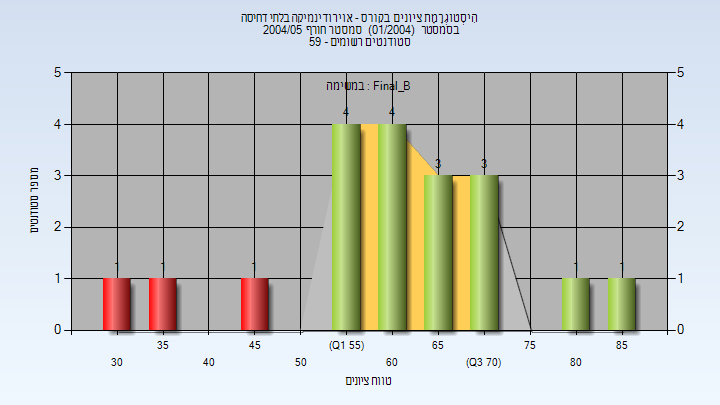 היסטוגרמת ציונים בקורס - אוירודינמיקה בלתי דחיסה
בסמסטר (01/2004) סמסטר חורף 2004/05
סטודנטים רשומים - 59
במשימה : Final_B
מספר סטודנטים
5 5
4 4
3 3
2 2
1 1
0 0
1 1 1 4 4 3 3 1 1
35 45 (Q1 55) 65 75 85
30 40 50 60 (Q3 70) 80
טווח ציונים